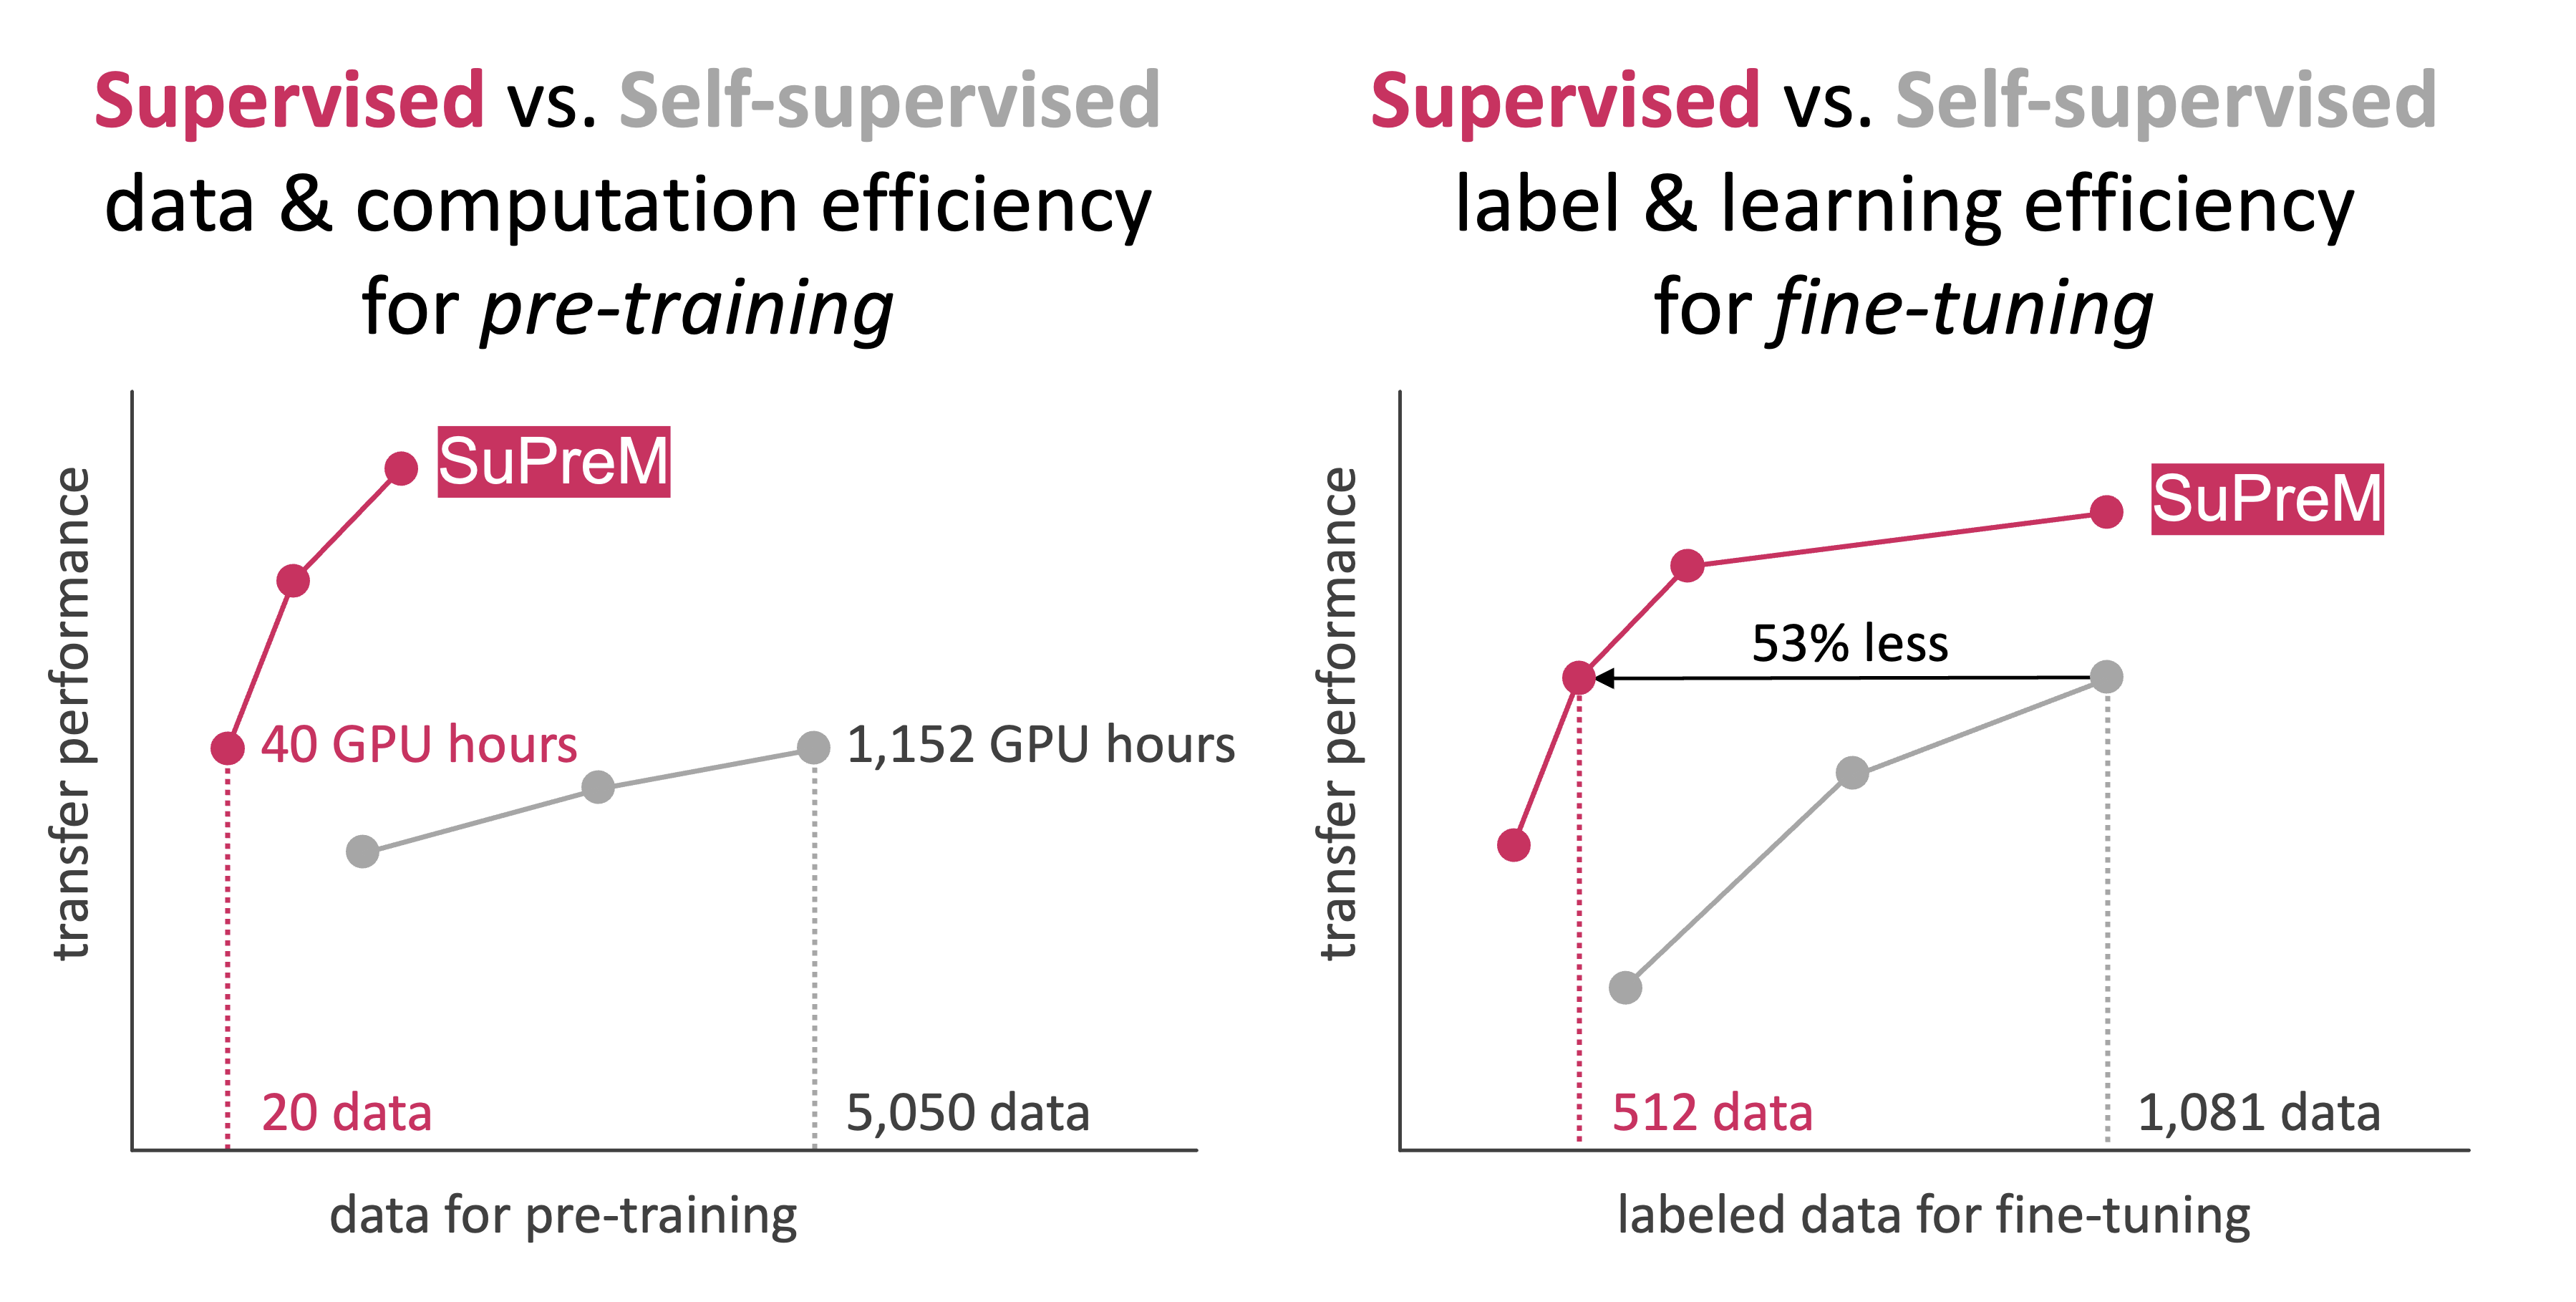 Supervised vs. Self-supervised
data & computation efficiency
for pre-training
transfer performance
SuPreM
40 GPU hours
1,152 GPU hours
20 data
5,050 data
data for pre-training
Supervised vs. Self-supervised
label & learning efficiency
for fine-tuning
transfer performance
SuPreM
53% less
512 data
1,081 data
labeled data for fine-tuning